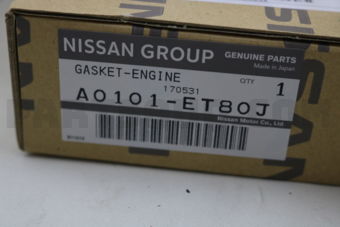 NISSAN GROUP
GENUINE PARTS
Made in Japan
GASKET-ENGINE
QTY
170531
1
A0101-ET80J
Nissan Motor Co., Ltd.